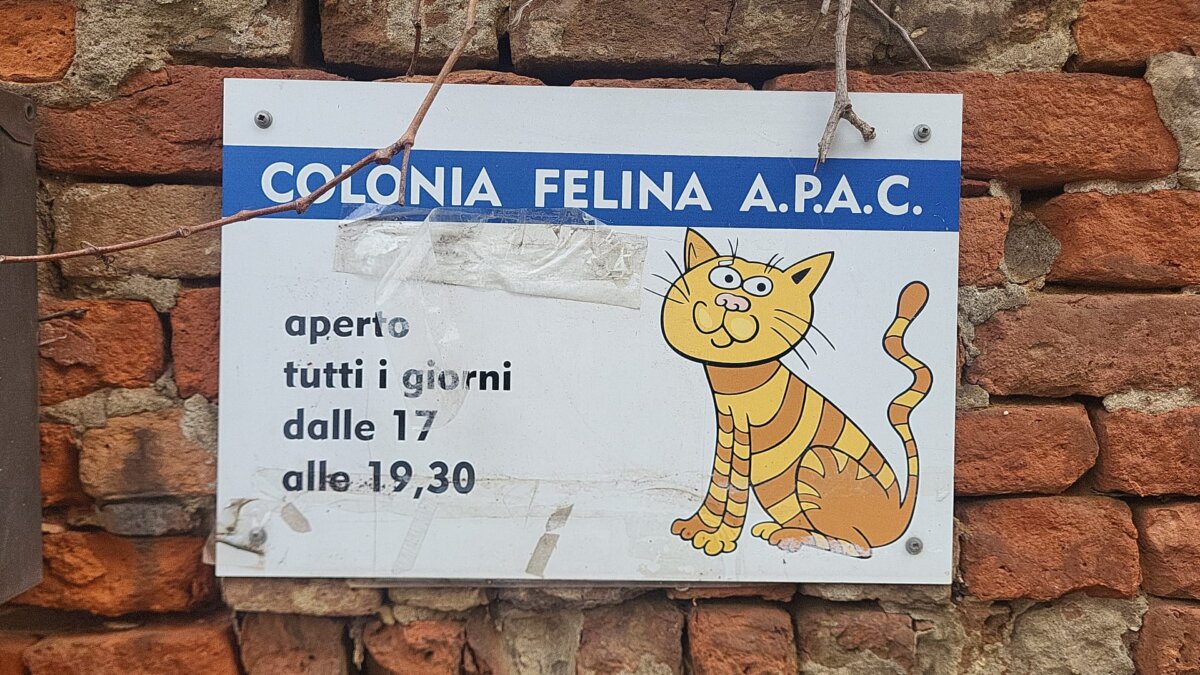 COLONIA FELINA A.P.A.C.
aperto
tutti i giorni
dalle 17
alle 19,30